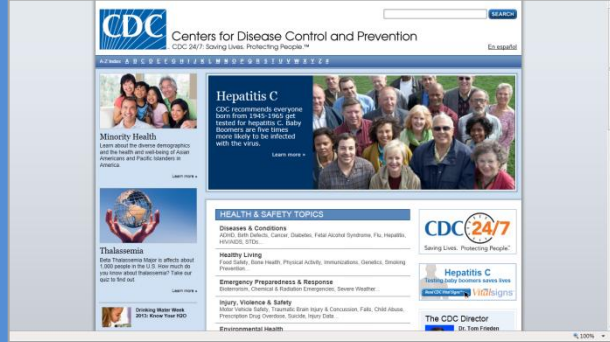 SEARCH
CDC
Centers for Disease Control and Prevention
CDC 24/7: Saving Lives. Protecting People.™
En español
A-Z Index A B C D E F G H I J K L M N O P Q R S T U V W X Y Z #
Minority Health
Learn about the diverse demographics
and the health and well-being of Asian
Americans and Pacific Islanders in
America.
Learn more »
Hepatitis C
CDC recommends everyone
born from 1945-1965 get
tested for hepatitis C. Baby
Boomers are five times
more likely to be infected
with the virus.
Learn more »
Thalassemia
Beta Thalassemia Major is affects about
1,000 people in the U.S. How much do
you know about thalassemia? Take our
quiz to find out.
Learn more »
Drinking Water Week
2013: Know Your H2O
HEALTH & SAFETY TOPICS
Diseases & Conditions
ADHD, Birth Defects, Cancer, Diabetes, Fetal Alcohol Syndrome, Flu, Hepatitis,
HIV/AIDS, STDs...
Healthy Living
Food Safety, Bone Health, Physical Activity, Immunizations, Genetics, Smoking
Prevention...
Emergency Preparedness & Response
Bioterrorism, Chemical & Radiation Emergencies, Severe Weather...
Injury, Violence & Safety
Motor Vehicle Safety, Traumatic Brain Injury & Concussion, Falls, Child Abuse,
Prescription Drug Overdose, Suicide, Injury Data...
Environmental Health
CDC 24/7
Saving Lives. Protecting People.™
Hepatitis C
Testing baby boomers saves lives
Read CDC Vital Signs™
Vitalsigns
The CDC Director
Dr. Tom Frieden
100%